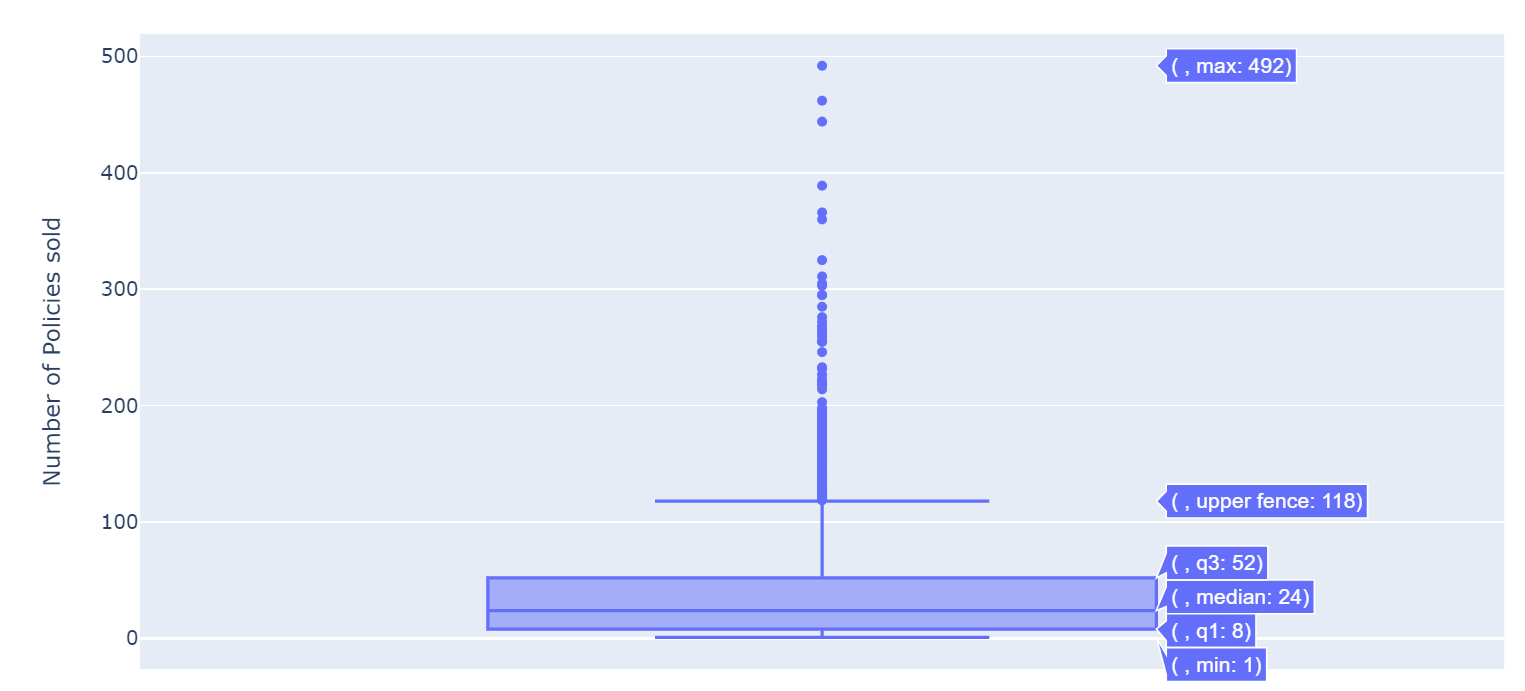 500
( , max: 492)
400
300
Number of Policies sold
200
( , upper fence: 118)
100
( , q3: 52)
( , median: 24)
0
( , q1: 8)
( , min: 1)